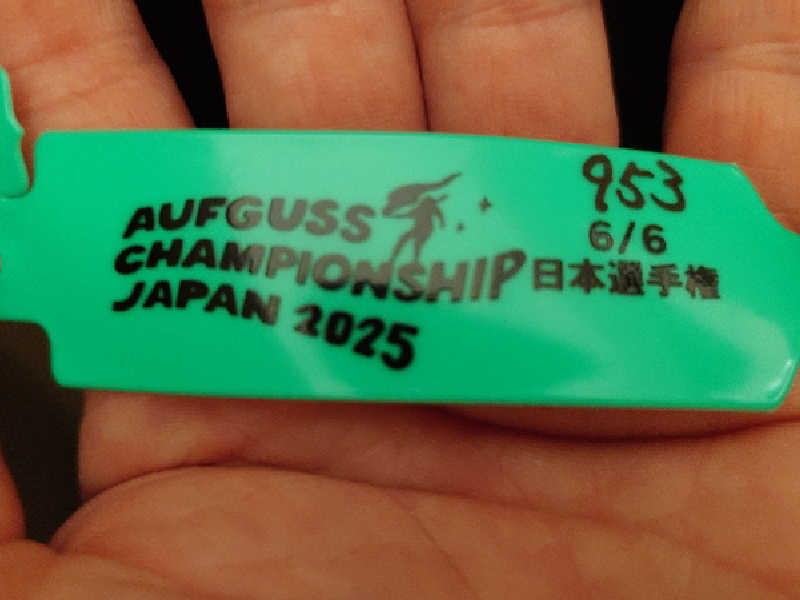 AUFGUSS
CHAMPIONSHIP
JAPAN 2025
953
6/6
日本選手権